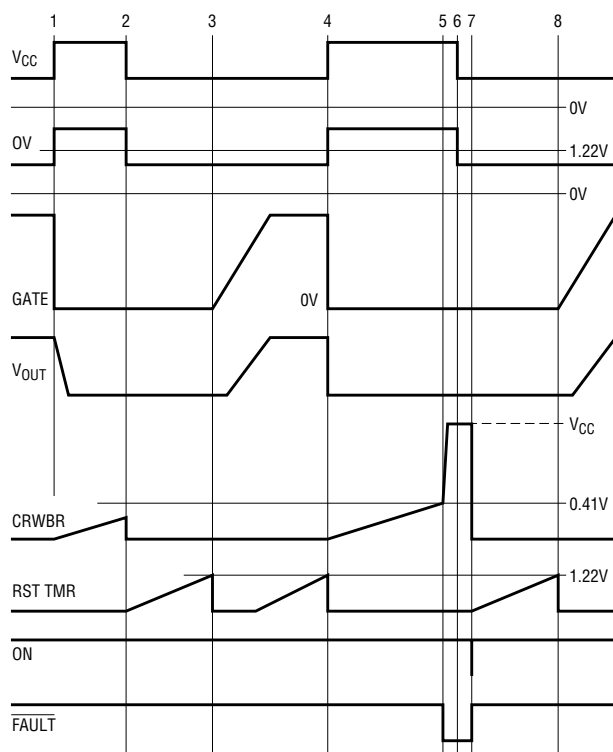 1 2 3 4 5 6 7 8
VCC
0V
OV
1.22V
0V
GATE
0V
VOUT
VCC
0.41V
CRWBR
1.22V
RST TMR
ON
FAULT